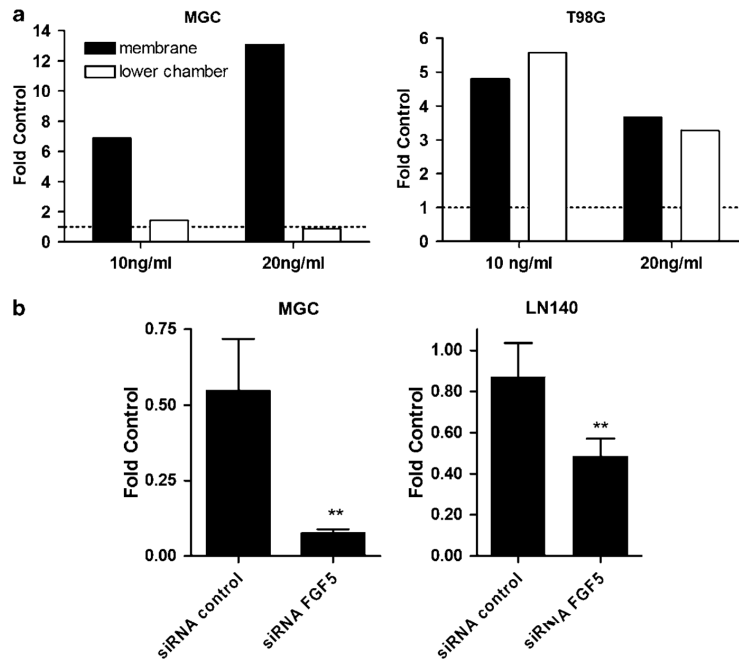 a
MGC
Fold Control
14
12
10
8
6
4
2
0
membrane
lower chamber
10ng/ml
20ng/ml
T98G
Fold Control
6
5
4
3
2
1
0
10 ng/ml
20ng/ml
b
MGC
Fold Control
0.75
0.50
0.25
0.00
**
siRNA control
siRNA FGF5
LN140
Fold Control
1.00
0.80
0.60
0.40
0.20
0.00
**
siRNA control
siRNA FGF5